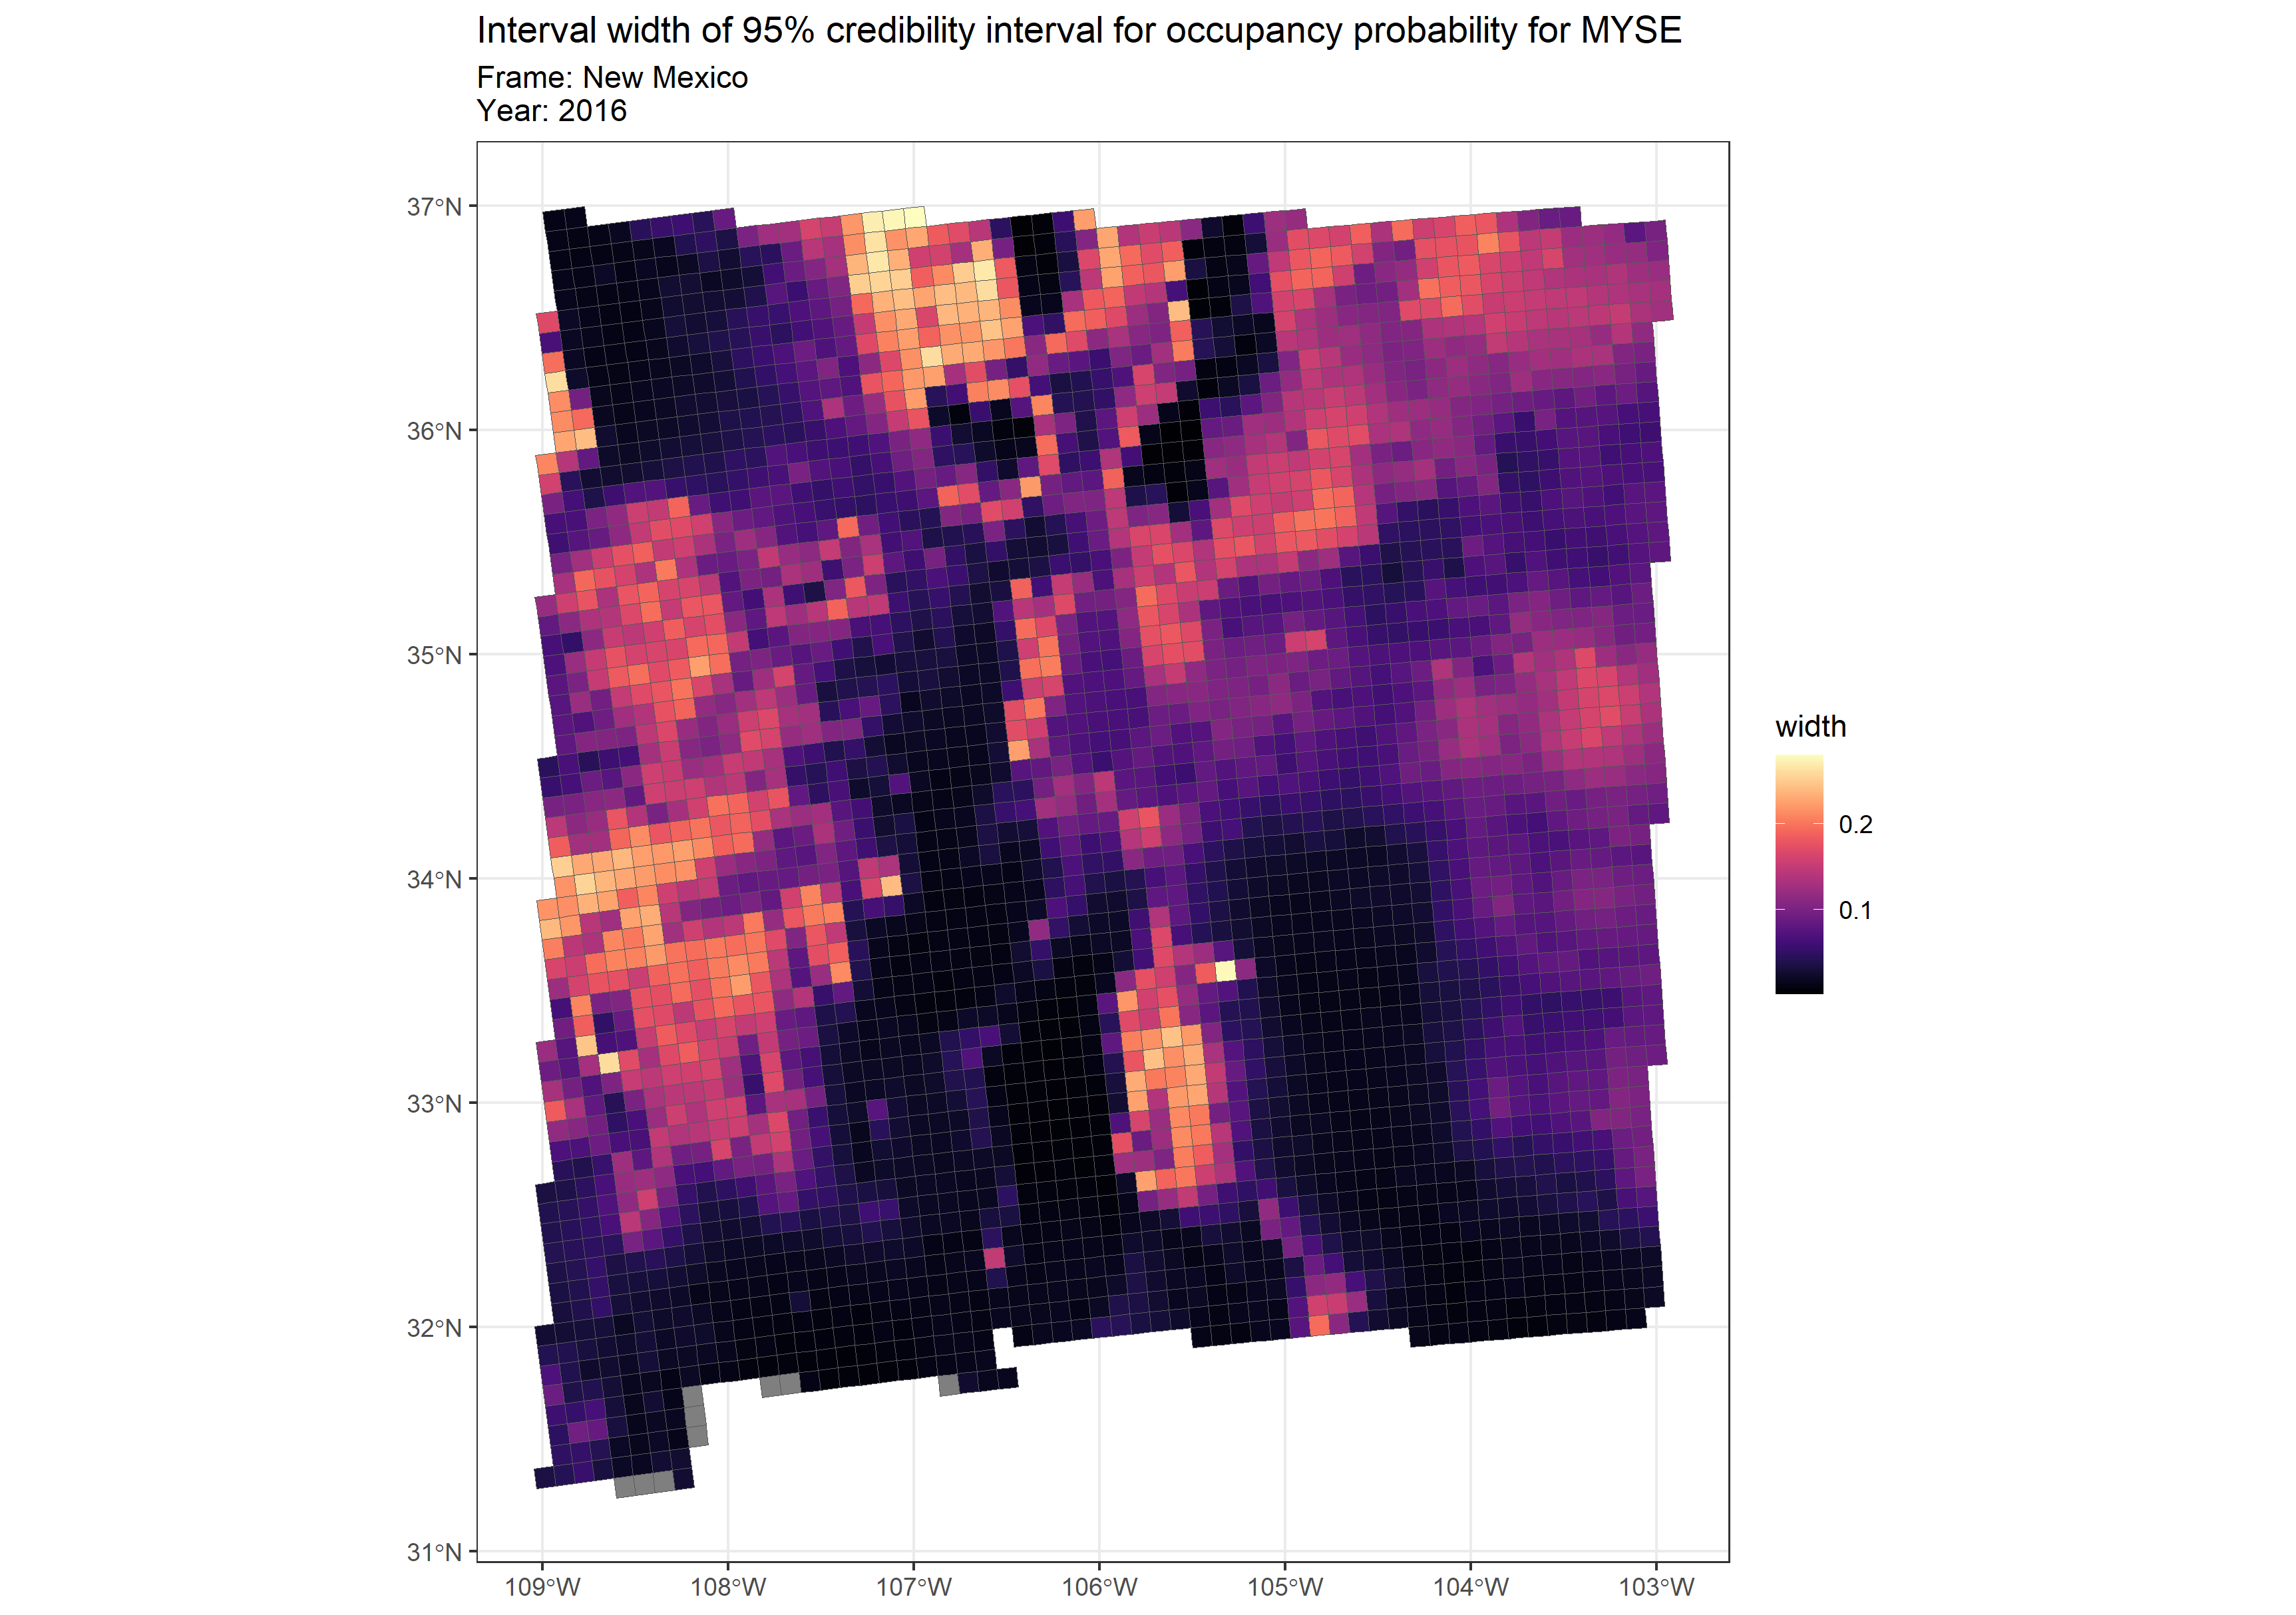 Interval width of 95% credibility interval for occupancy probability for MYSE
Frame: New Mexico
Year: 2016
37°N
36°N
35°N
34°N
33°N
32°N
31°N
109°W 108°W 107°W 106°W 105°W 104°W 103°W
width
0.2
0.1